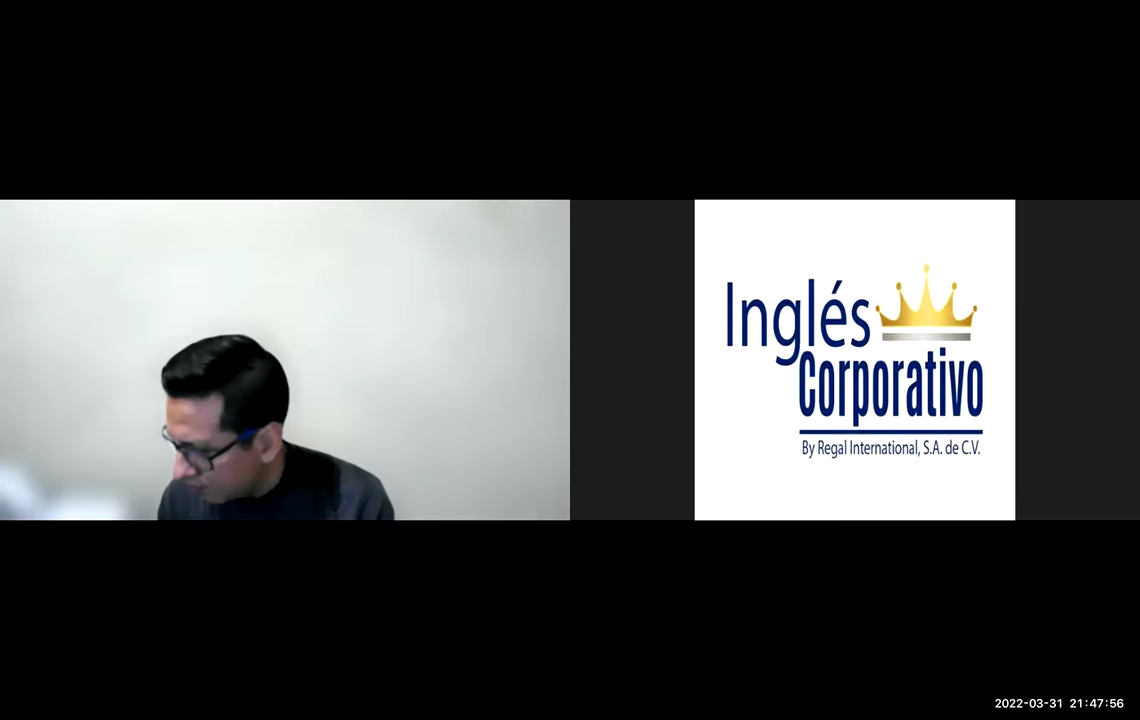 Inglés
Corporativo
By Regal International, S.A. de C.V.
2022-03-31 21:47:56